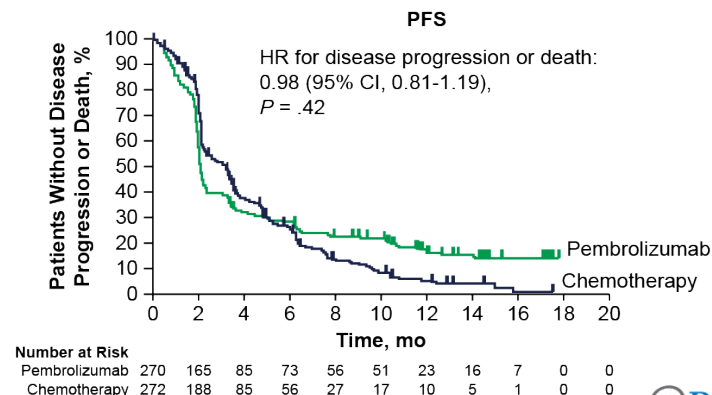 PFS
Patients Without Disease
Progression or Death, %
100
90
80
70
60
50
40
30
20
10
0
HR for disease progression or death:
0.98 (95% CI, 0.81-1.19),
P = .42
Pembrolizumab
Chemotherapy
0 2 4 6 8 10 12 14 16 18 20
Time, mo
Number at Risk
Pembrolizumab 270 165 85 73 56 51 23 16 7 0 0
Chemotherapy 272 188 85 56 27 17 10 5 1 0 0